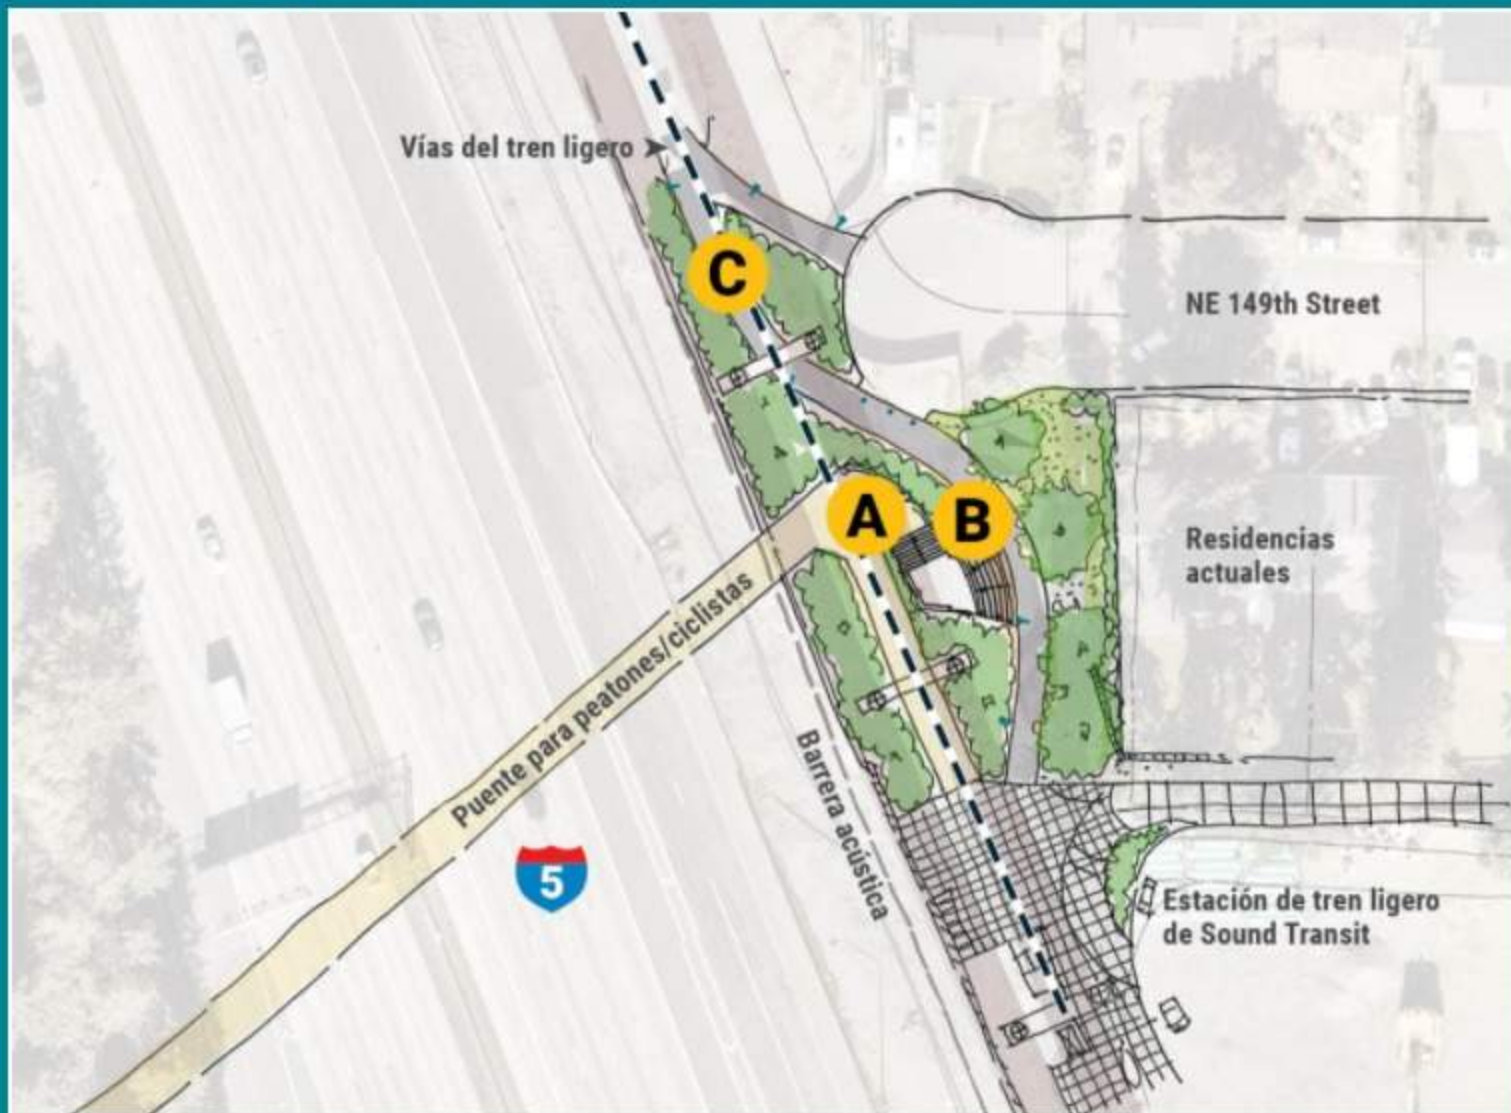 Vías del tren ligero
C
NE 149th Street
A
B
Residencias
actuales
Puente para peatones/ciclistas
Barrera acústica
5
Estación de tren ligero
de Sound Transit